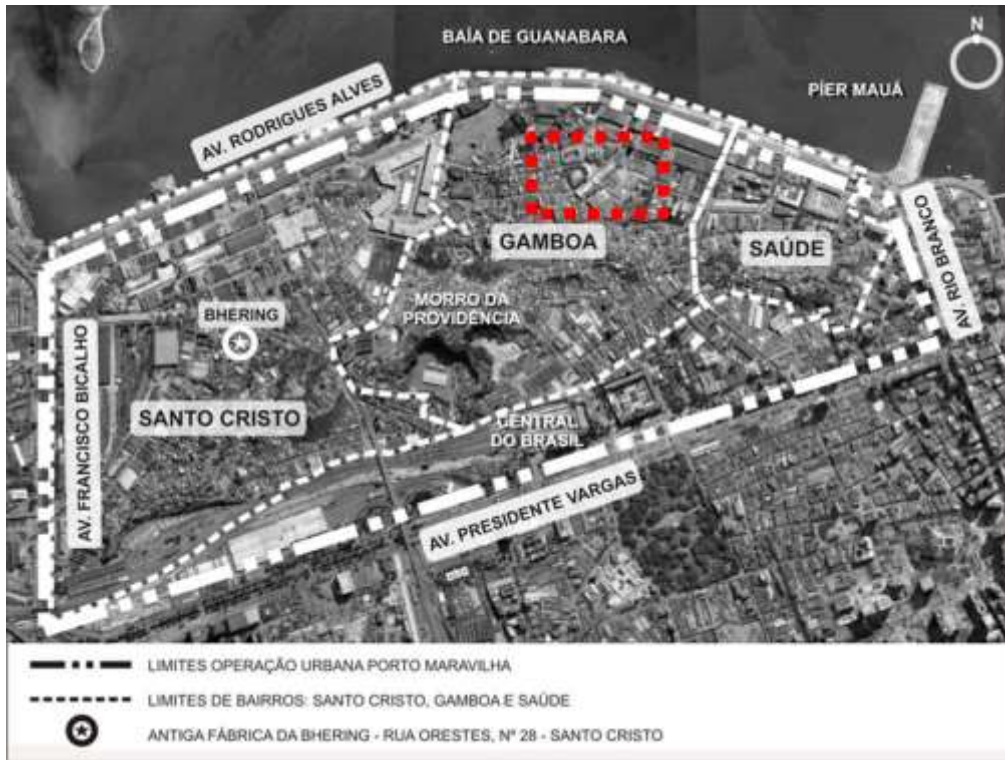 BAÍA DE GUANABARA
N
PÍER MAUÁ
AV. RODRIGUES ALVES
GAMBOA
SAÚDE
AV. RIO BRANCO
MORRO DA
PROVIDÊNCIA
BHERING
AV. FRANCISCO BICALHO
SANTO CRISTO
CENTRAL
DO BRASIL
AV. PRESIDENTE VARGAS
LIMITES OPERAÇÃO URBANA PORTO MARAVILHA
LIMITES DE BAIRROS: SANTO CRISTO, GAMBOA E SAÚDE
ANTIGA FÁBRICA DA BHERING - RUA ORESTES, Nº 28 - SANTO CRISTO